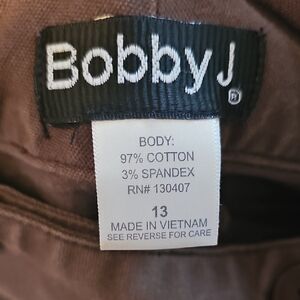 Bobby J
®
BODY:
97% COTTON
3% SPANDEX
RN# 130407
13
MADE IN VIETNAM
SEE REVERSE FOR CARE